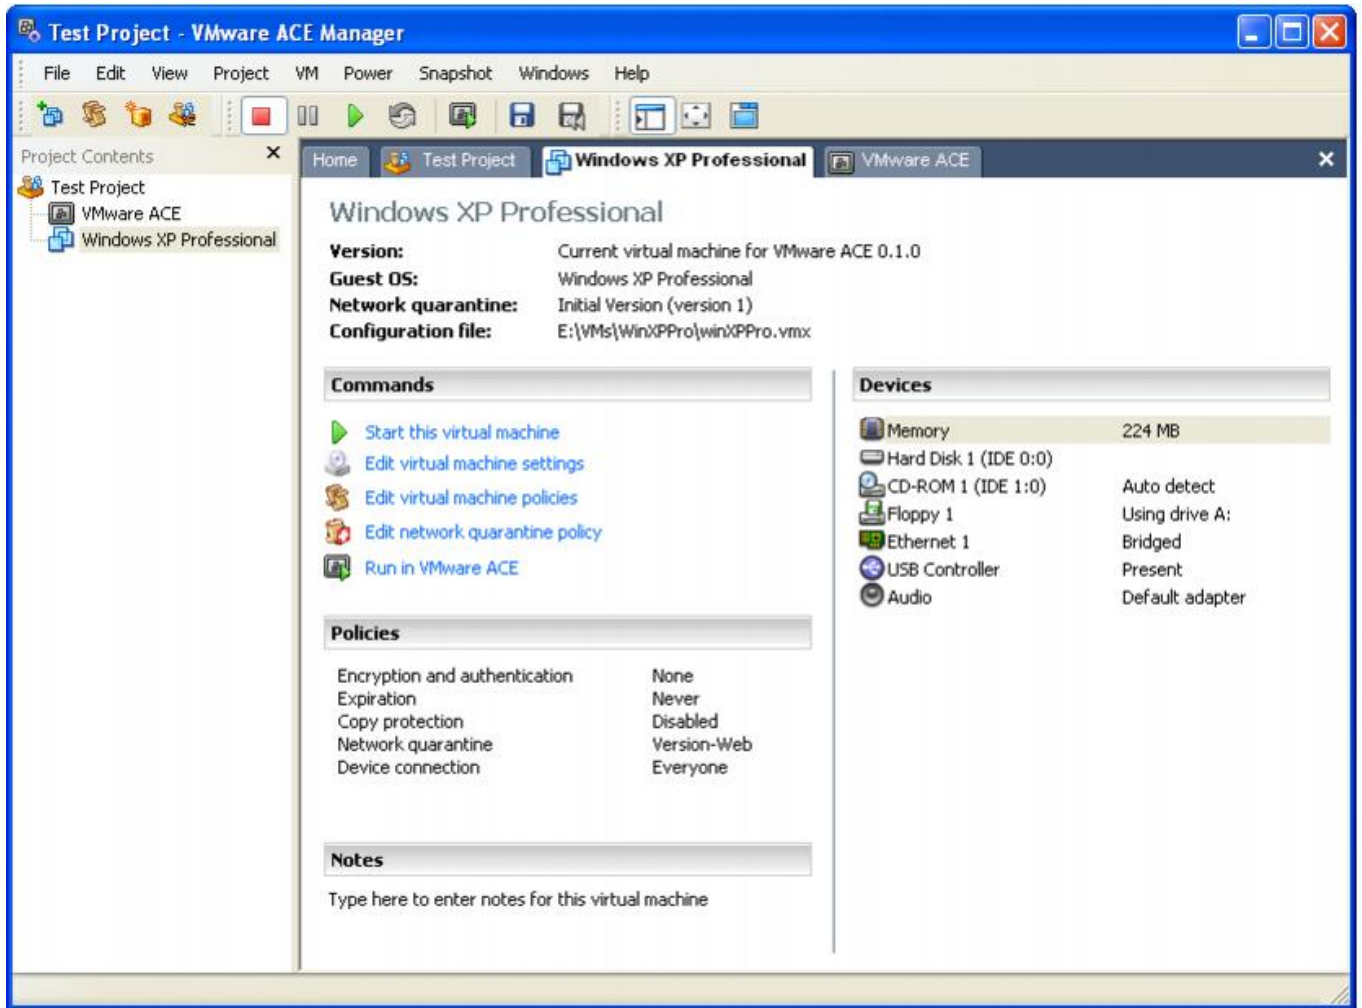 Test Project - VMware ACE Manager
File Edit View Project VM Power Snapshot Windows Help
Project Contents
Test Project
VMware ACE
Windows XP Professional
Home Test Project Windows XP Professional VMware ACE
Windows XP Professional
Version: Current virtual machine for VMware ACE 0.1.0
Guest OS: Windows XP Professional
Network quarantine: Initial Version (version 1)
Configuration file: E:\VMs\WinXPPro\winXPPro.vmx
Commands
Start this virtual machine
Edit virtual machine settings
Edit virtual machine policies
Edit network quarantine policy
Run in VMware ACE
Policies
Encryption and authentication None
Expiration Never
Copy protection Disabled
Network quarantine Version-Web
Device connection Everyone
Notes
Type here to enter notes for this virtual machine
Devices
Memory 224 MB
Hard Disk 1 (IDE 0:0)
CD-ROM 1 (IDE 1:0) Auto detect
Floppy 1 Using drive A:
Ethernet 1 Bridged
USB Controller Present
Audio Default adapter